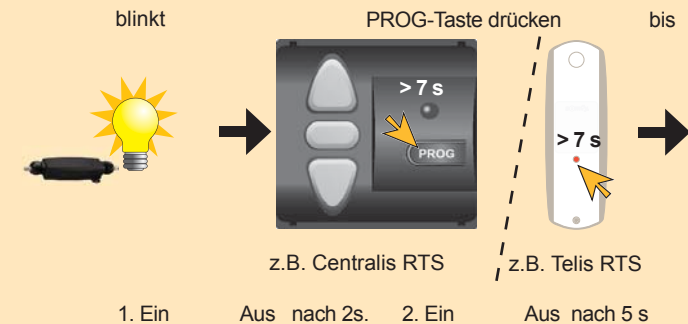 blinkt PROG-Taste drücken bis
> 7 s
PROG
> 7 s
z.B. Centralis RTS z.B. Telis RTS
1. Ein Aus nach 2s. 2. Ein Aus nach 5 s